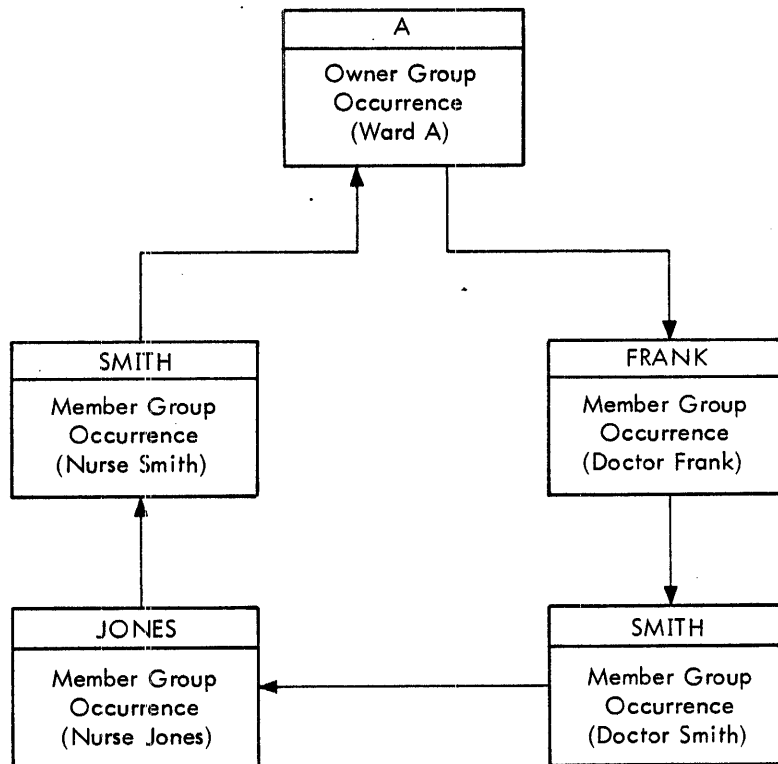 A
Owner Group
Occurrence
(Ward A)
SMITH
Member Group
Occurrence
(Nurse Smith)
FRANK
Member Group
Occurrence
(Doctor Frank)
JONES
Member Group
Occurrence
(Nurse Jones)
SMITH
Member Group
Occurrence
(Doctor Smith)